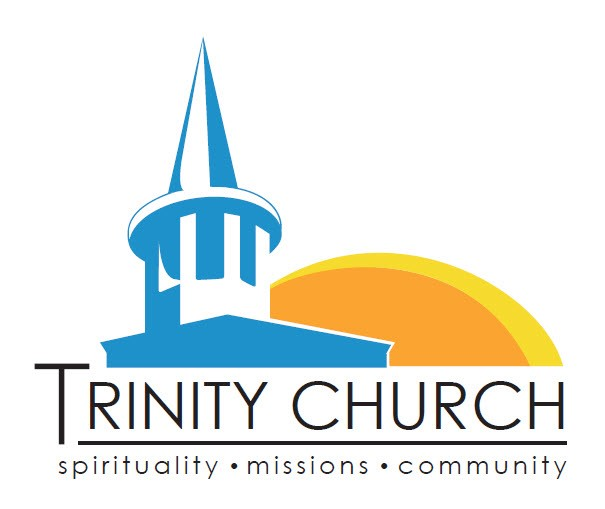 TRINITY CHURCH
spirituality • missions • community